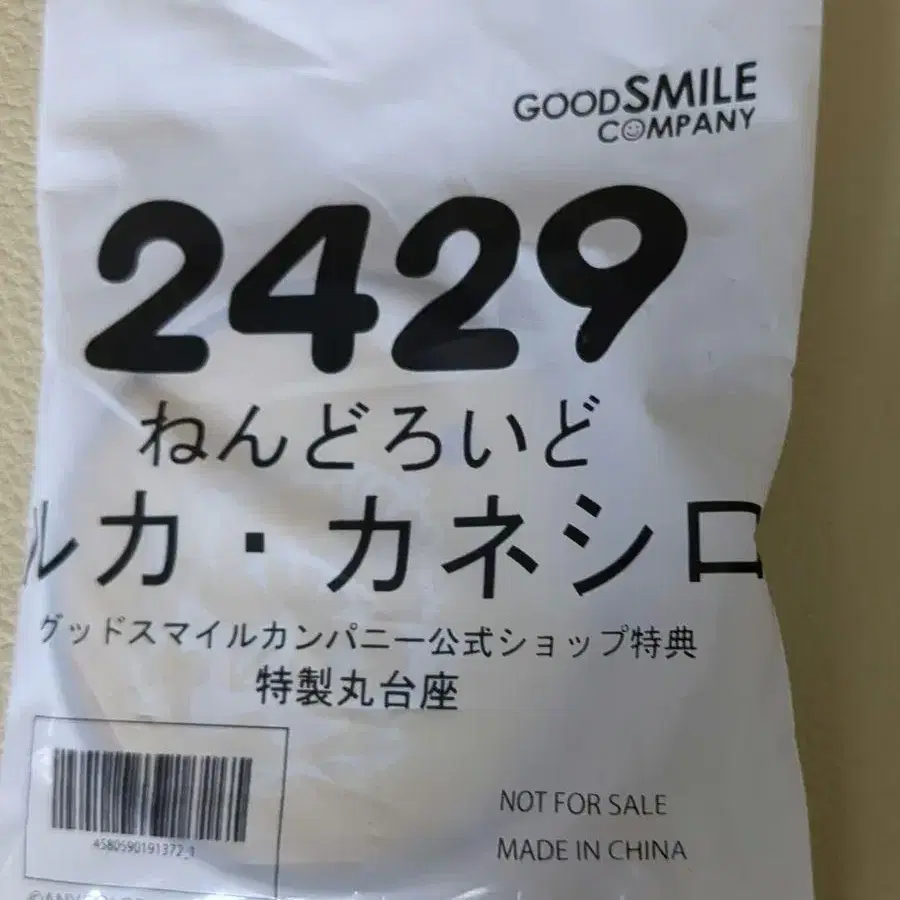 GOODSMILE
COMPANY
2429
ねんどろいど
ルカ・カネシロ
グッドスマイルカンパニー公式ショップ特典
特製丸台座
4580590191372_1
NOT FOR SALE
MADE IN CHINA